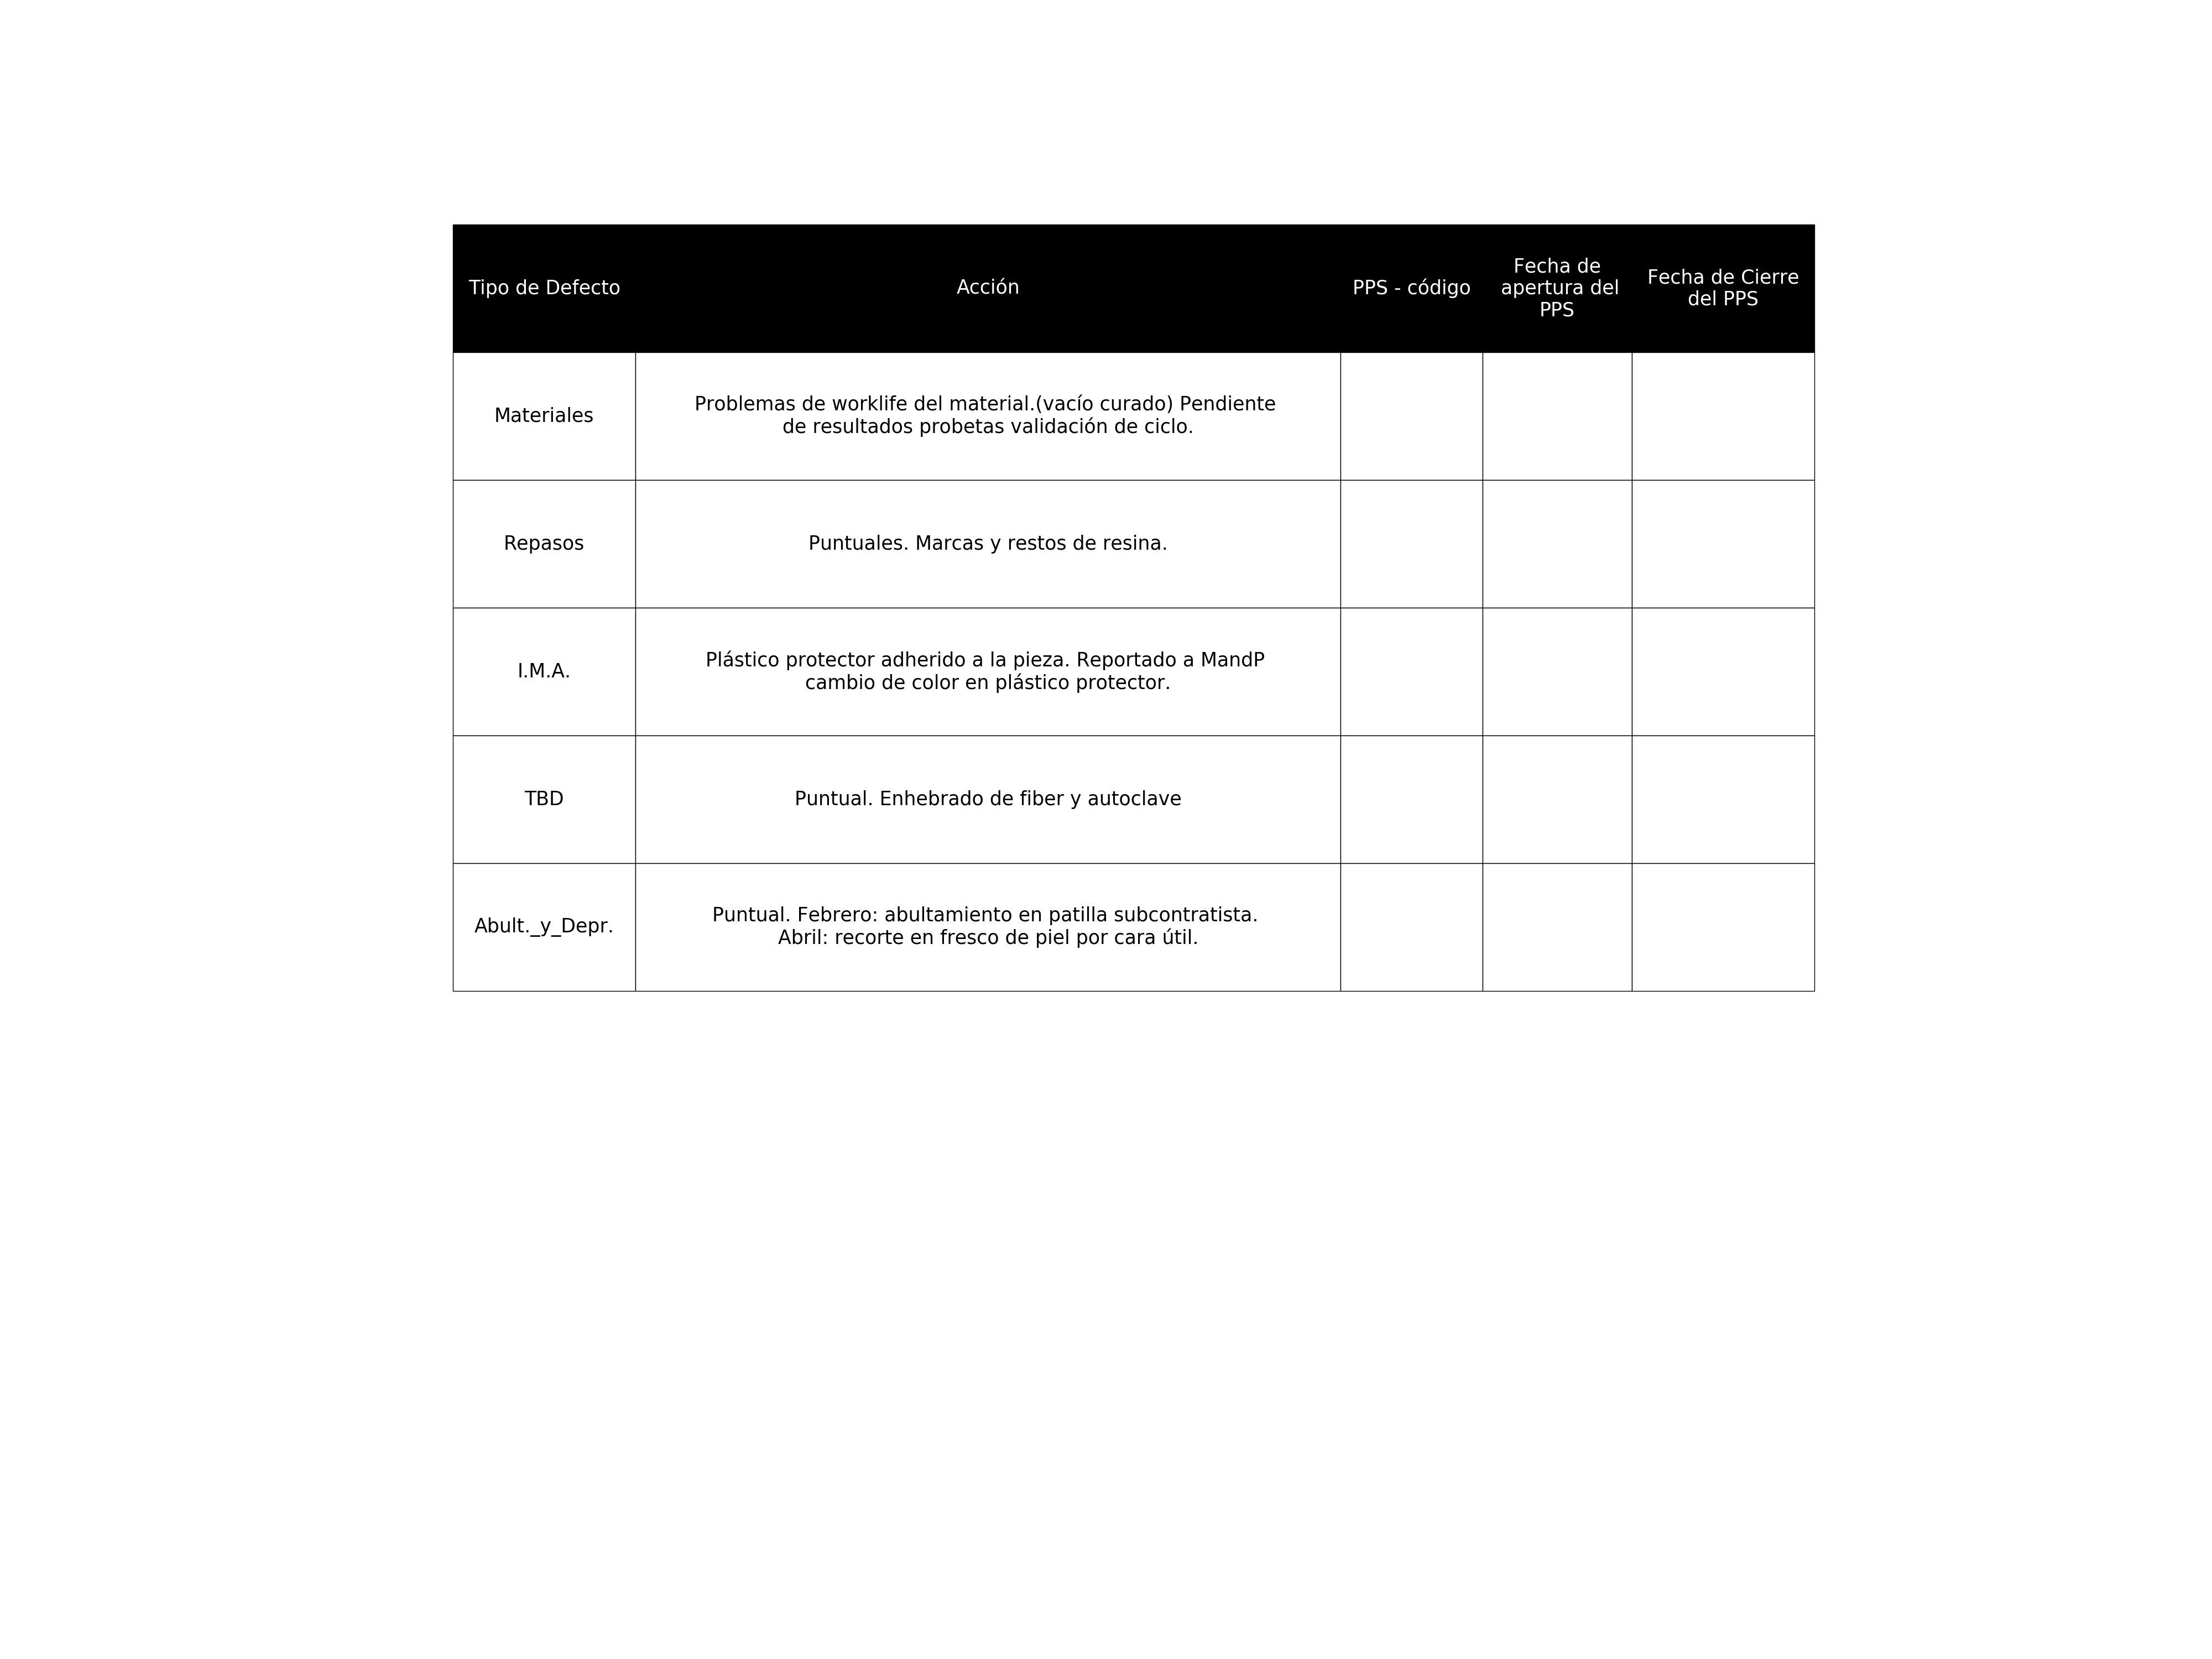 Tipo de Defecto
Acción
PPS - código
Fecha de
apertura del
PPS
Fecha de Cierre
del PPS
Materiales
Problemas de worklife del material.(vacío curado) Pendiente
de resultados probetas validación de ciclo.
Repasos
Puntuales. Marcas y restos de resina.
I.M.A.
Plástico protector adherido a la pieza. Reportado a MandP
cambio de color en plástico protector.
TBD
Puntual. Enhebrado de fiber y autoclave
Abult._y_Depr.
Puntual. Febrero: abultamiento en patilla subcontratista.
Abril: recorte en fresco de piel por cara útil.